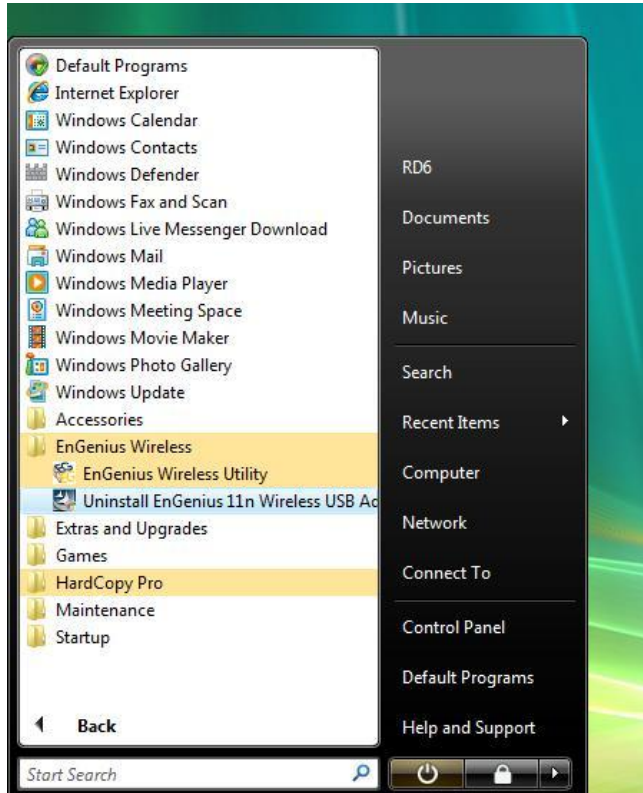 Default Programs
Internet Explorer
Windows Calendar
Windows Contacts
Windows Defender
Windows Fax and Scan
Windows Live Messenger Download
Windows Mail
Windows Media Player
Windows Meeting Space
Windows Movie Maker
Windows Photo Gallery
Windows Update
Accessories
EnGenius Wireless
EnGenius Wireless Utility
Uninstall EnGenius 11n Wireless USB Ad
Extras and Upgrades
Games
HardCopy Pro
Maintenance
Startup
Back
Start Search
RD6
Documents
Pictures
Music
Search
Recent Items
Computer
Network
Connect To
Control Panel
Default Programs
Help and Support